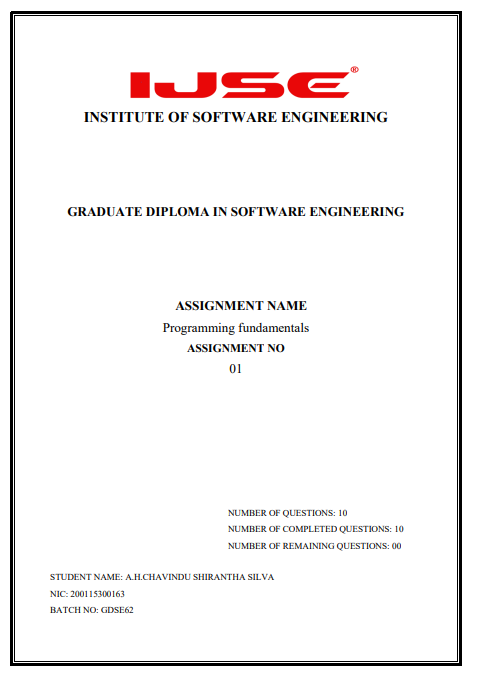 IJSE®
INSTITUTE OF SOFTWARE ENGINEERING
GRADUATE DIPLOMA IN SOFTWARE ENGINEERING
ASSIGNMENT NAME
Programming fundamentals
ASSIGNMENT NO
01
NUMBER OF QUESTIONS: 10
NUMBER OF COMPLETED QUESTIONS: 10
NUMBER OF REMAINING QUESTIONS: 00
STUDENT NAME: A.H.CHAVINDU SHIRANTHA SILVA
NIC: 200115300163
BATCH NO: GDSE62